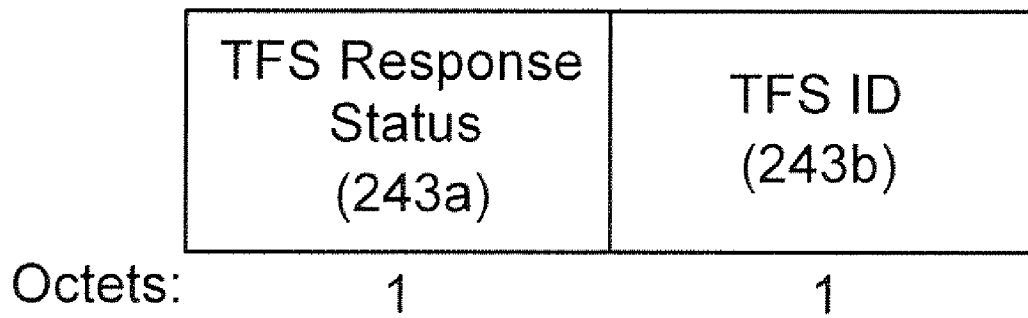 TFS Response
Status
(243a)
TFS ID
(243b)
Octets: 1 1